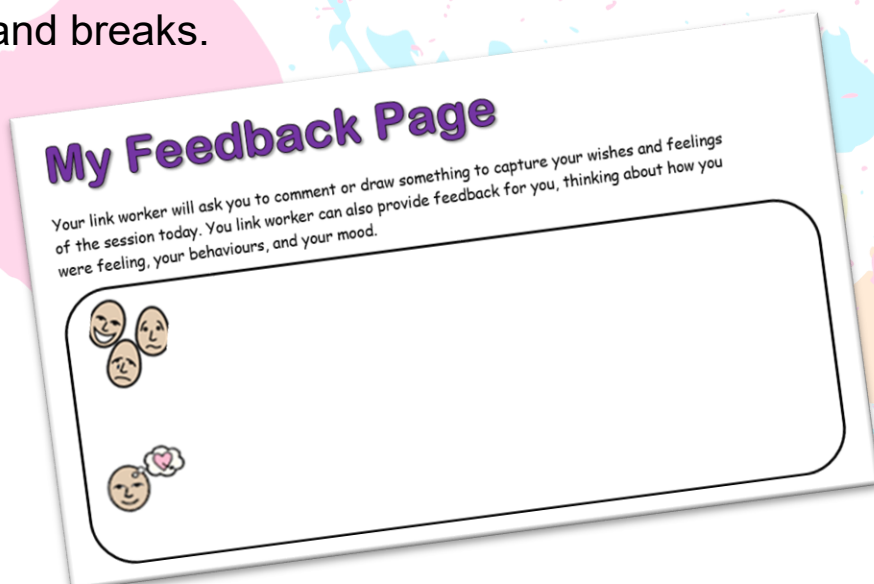 and breaks.
My Feedback Page
Your link worker will ask you to comment or draw something to capture your wishes and feelings
of the session today. You link worker can also provide feedback for you, thinking about how you
were feeling, your behaviours, and your mood.